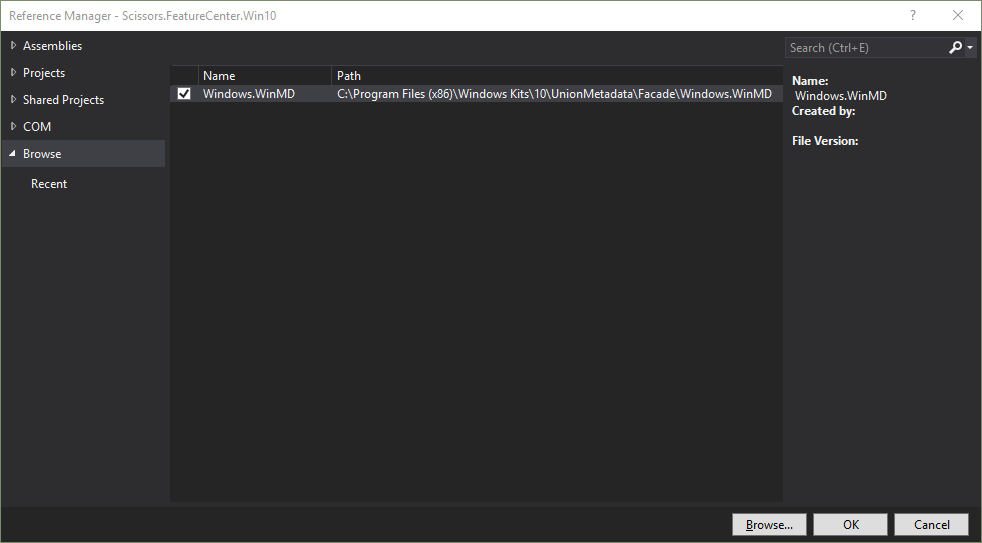 Reference Manager - Scissors.FeatureCenter.Win10
?
Assemblies
Projects
Shared Projects
COM
Browse
Recent
Name Path
Windows.WinMD C:\Program Files (x86)\Windows Kits\10\UnionMetadata\Facade\Windows.WinMD
Search (Ctrl+E)
Name:
Windows.WinMD
Created by:
File Version:
Browse... OK Cancel